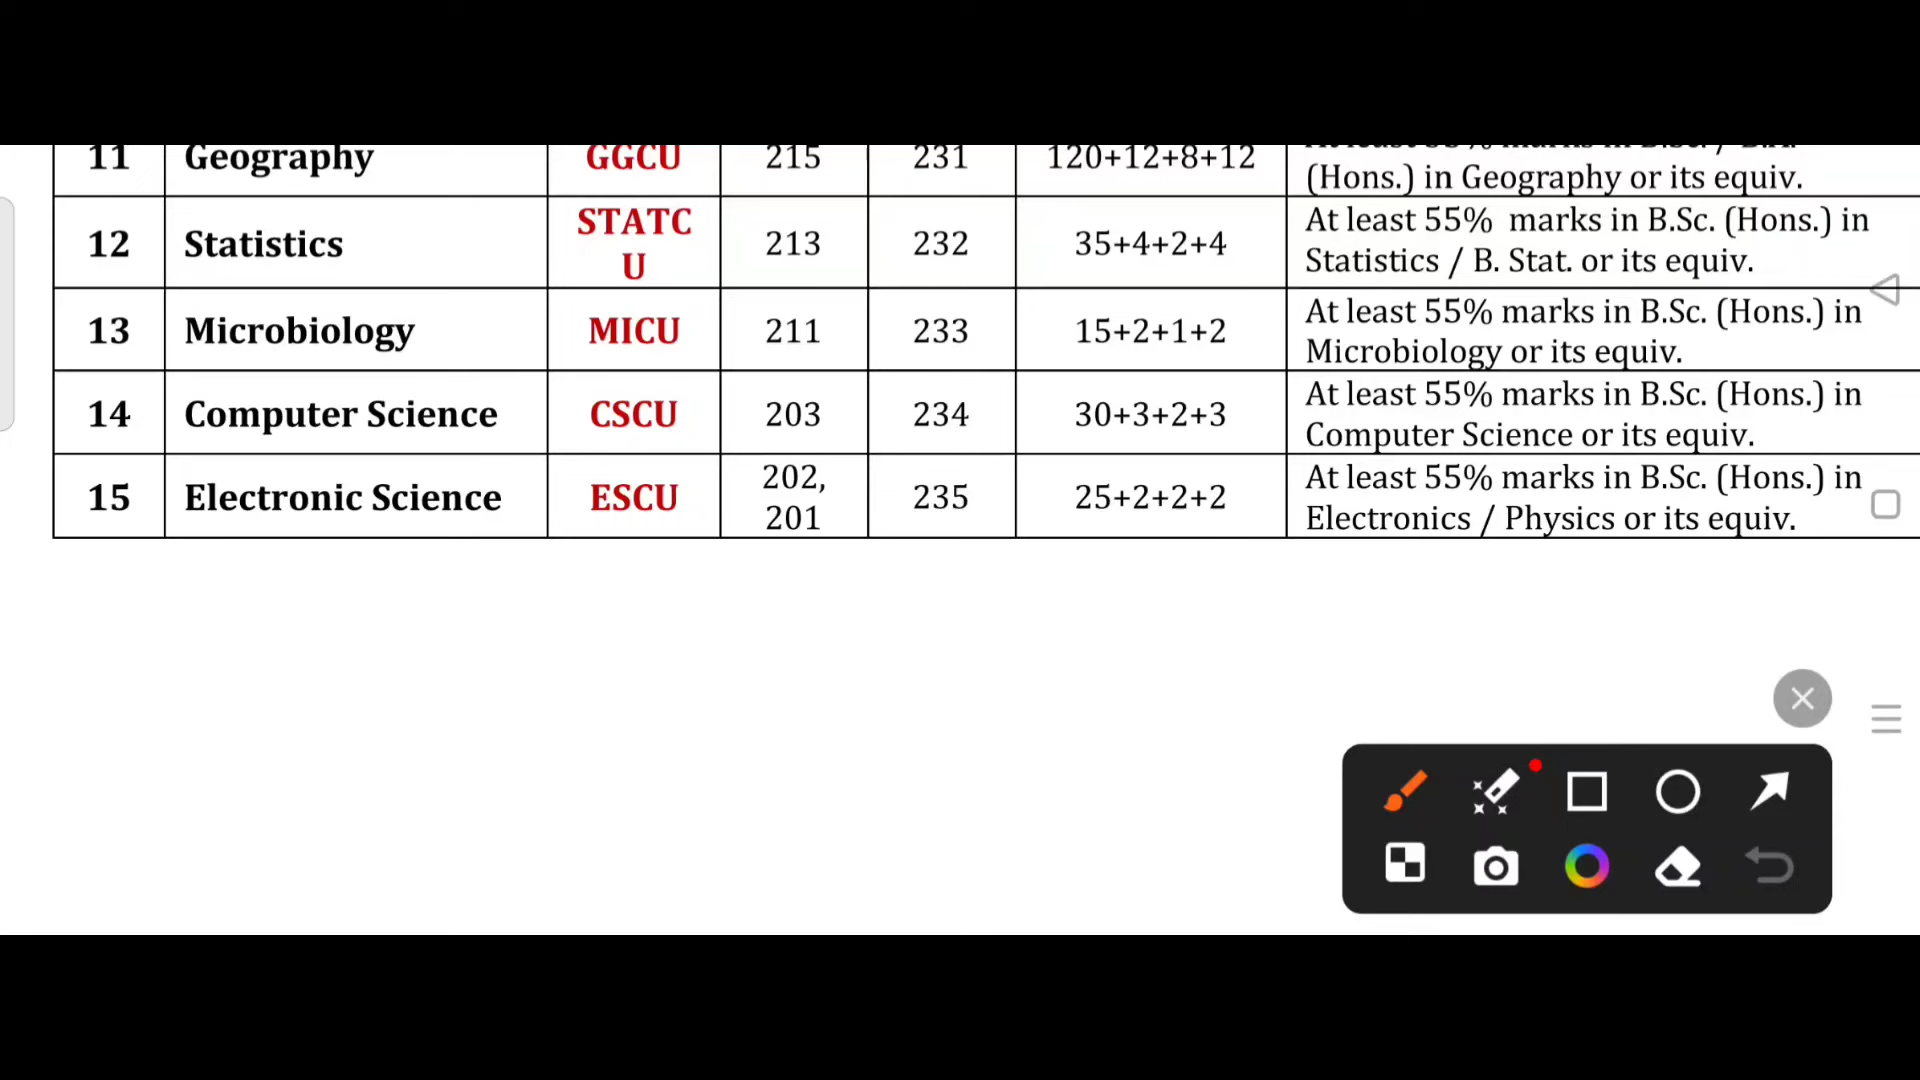 11 Geography GGCU 215 231 120+12+8+12
(Hons.) in Geography or its equiv.
12 Statistics STATC U 213 232 35+4+2+4 At least 55% marks in B.Sc. (Hons.) in
Statistics / B. Stat. or its equiv.
13 Microbiology MICU 211 233 15+2+1+2 At least 55% marks in B.Sc. (Hons.) in
Microbiology or its equiv.
14 Computer Science CSCU 203 234 30+3+2+3 At least 55% marks in B.Sc. (Hons.) in
Computer Science or its equiv.
15 Electronic Science ESCU 202, 201 235 25+2+2+2 At least 55% marks in B.Sc. (Hons.) in
Electronics / Physics or its equiv.